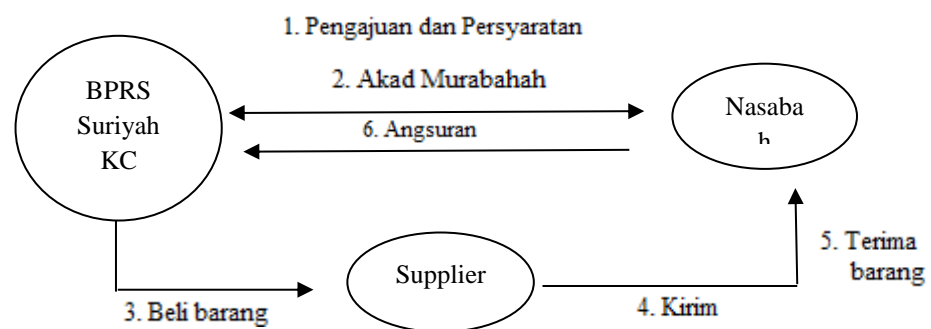 1. Pengajuan dan Persyaratan
2. Akad Murabahah
BPRS
Suriyah
KC
Nasaba
h
6. Angsuran
Supplier
5. Terima
barang
3. Beli barang
4. Kirim